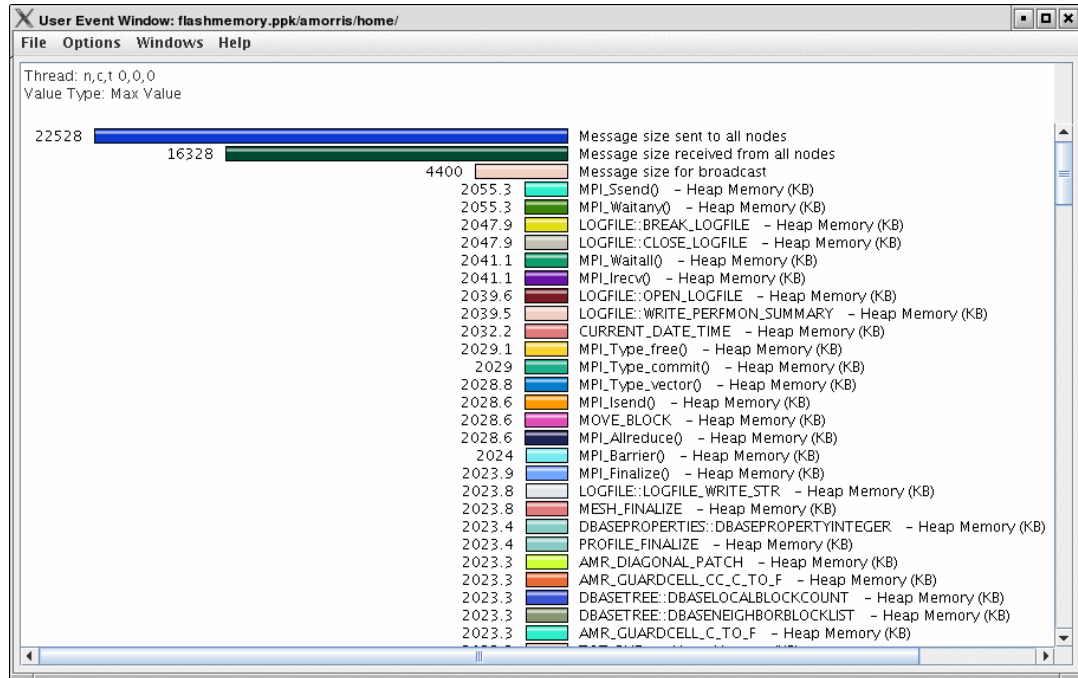 User Event Window: flashmemory.ppk/amorris/home/
File Options Windows Help
Thread: n,c,t 0,0,0
Value Type: Max Value
22528 Message size sent to all nodes
16328 Message size received from all nodes
4400 Message size for broadcast
2055.3 MPI_Ssend() – Heap Memory (KB)
2055.3 MPI_Waitany() – Heap Memory (KB)
2047.9 LOGFILE::BREAK_LOGFILE – Heap Memory (KB)
2047.9 LOGFILE::CLOSE_LOGFILE – Heap Memory (KB)
2041.1 MPI_Waitall() – Heap Memory (KB)
2041.1 MPI_Irecv() – Heap Memory (KB)
2039.6 LOGFILE::OPEN_LOGFILE – Heap Memory (KB)
2039.5 LOGFILE::WRITE_PERFMON_SUMMARY – Heap Memory (KB)
2032.2 CURRENT_DATE_TIME – Heap Memory (KB)
2029.1 MPI_Type_free() – Heap Memory (KB)
2029 MPI_Type_commit() – Heap Memory (KB)
2028.8 MPI_Type_vector() – Heap Memory (KB)
2028.6 MPI_Isend() – Heap Memory (KB)
2028.6 MOVE_BLOCK – Heap Memory (KB)
2028.6 MPI_Allreduce() – Heap Memory (KB)
2024 MPI_Barrier() – Heap Memory (KB)
2023.9 MPI_Finalize() – Heap Memory (KB)
2023.8 LOGFILE::LOGFILE_WRITE_STR – Heap Memory (KB)
2023.8 MESH_FINALIZE – Heap Memory (KB)
2023.4 DBASEPROPERTIES::DBASEPROPERTYINTEGER – Heap Memory (KB)
2023.4 PROFILE_FINALIZE – Heap Memory (KB)
2023.3 AMR_DIAGONAL_PATCH – Heap Memory (KB)
2023.3 AMR_GUARDCELL_CC_C_TO_F – Heap Memory (KB)
2023.3 DBASETREE::DBASELOCALBLOCKCOUNT – Heap Memory (KB)
2023.3 DBASETREE::DBASENEIGHBORBLOCKLIST – Heap Memory (KB)
2023.3 AMR_GUARDCELL_C_TO_F – Heap Memory (KB)